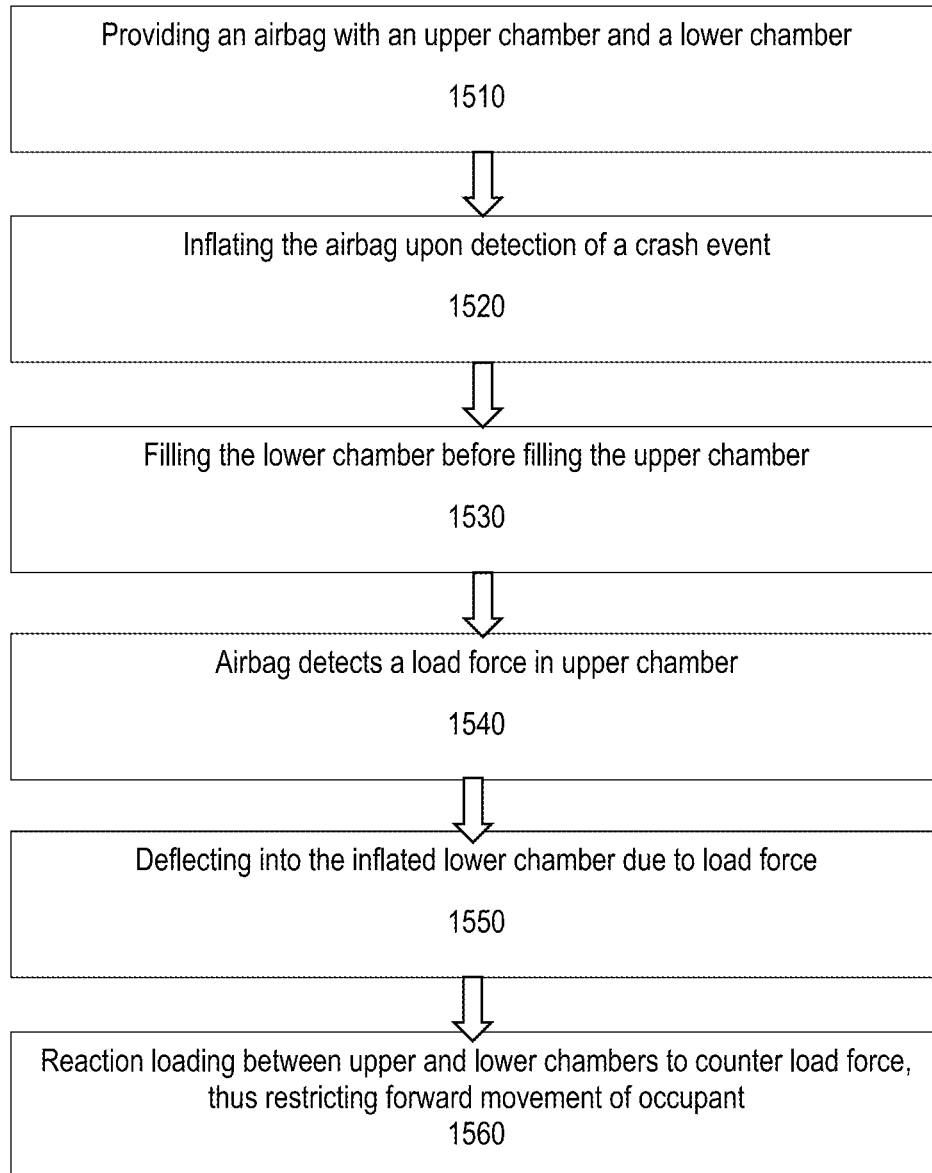 Providing an airbag with an upper chamber and a lower chamber
1510
Inflating the airbag upon detection of a crash event
1520
Filling the lower chamber before filling the upper chamber
1530
Airbag detects a load force in upper chamber
1540
Deflecting into the inflated lower chamber due to load force
1550
Reaction loading between upper and lower chambers to counter load force,
thus restricting forward movement of occupant
1560